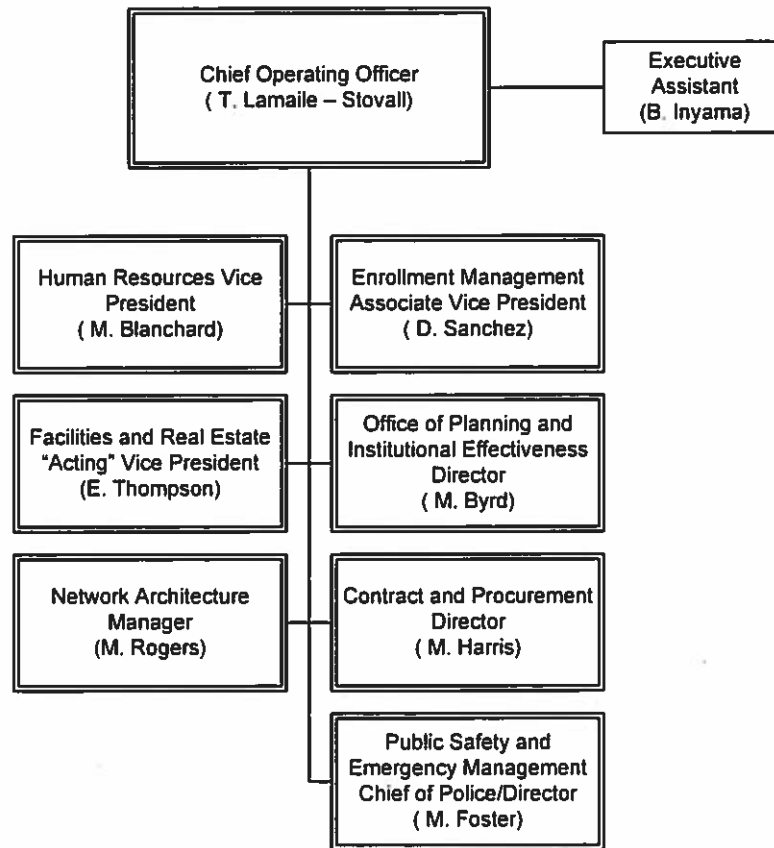 Chief Operating Officer
( T. Lamaile – Stovall)
Executive
Assistant
(B. Inyama)
Human Resources Vice
President
( M. Blanchard)
Enrollment Management
Associate Vice President
( D. Sanchez)
Facilities and Real Estate
"Acting" Vice President
(E. Thompson)
Office of Planning and
Institutional Effectiveness
Director
( M. Byrd)
Network Architecture
Manager
(M. Rogers)
Contract and Procurement
Director
( M. Harris)
Public Safety and
Emergency Management
Chief of Police/Director
( M. Foster)